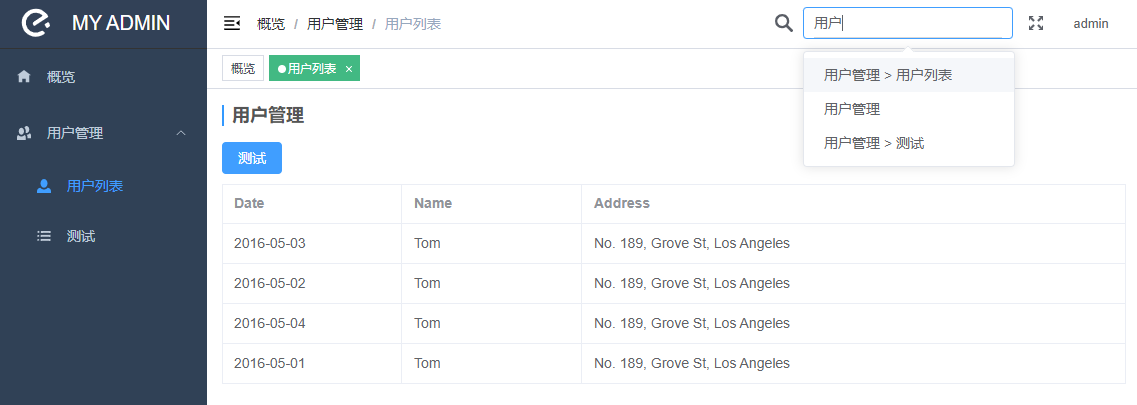 MY ADMIN
概览 / 用户管理 / 用户列表
用户
admin
概览
用户列表 ×
用户管理 > 用户列表
用户管理
用户管理 > 测试
概览
用户管理
用户列表
测试
用户管理
测试
Date Name Address
2016-05-03 Tom No. 189, Grove St, Los Angeles
2016-05-02 Tom No. 189, Grove St, Los Angeles
2016-05-04 Tom No. 189, Grove St, Los Angeles
2016-05-01 Tom No. 189, Grove St, Los Angeles